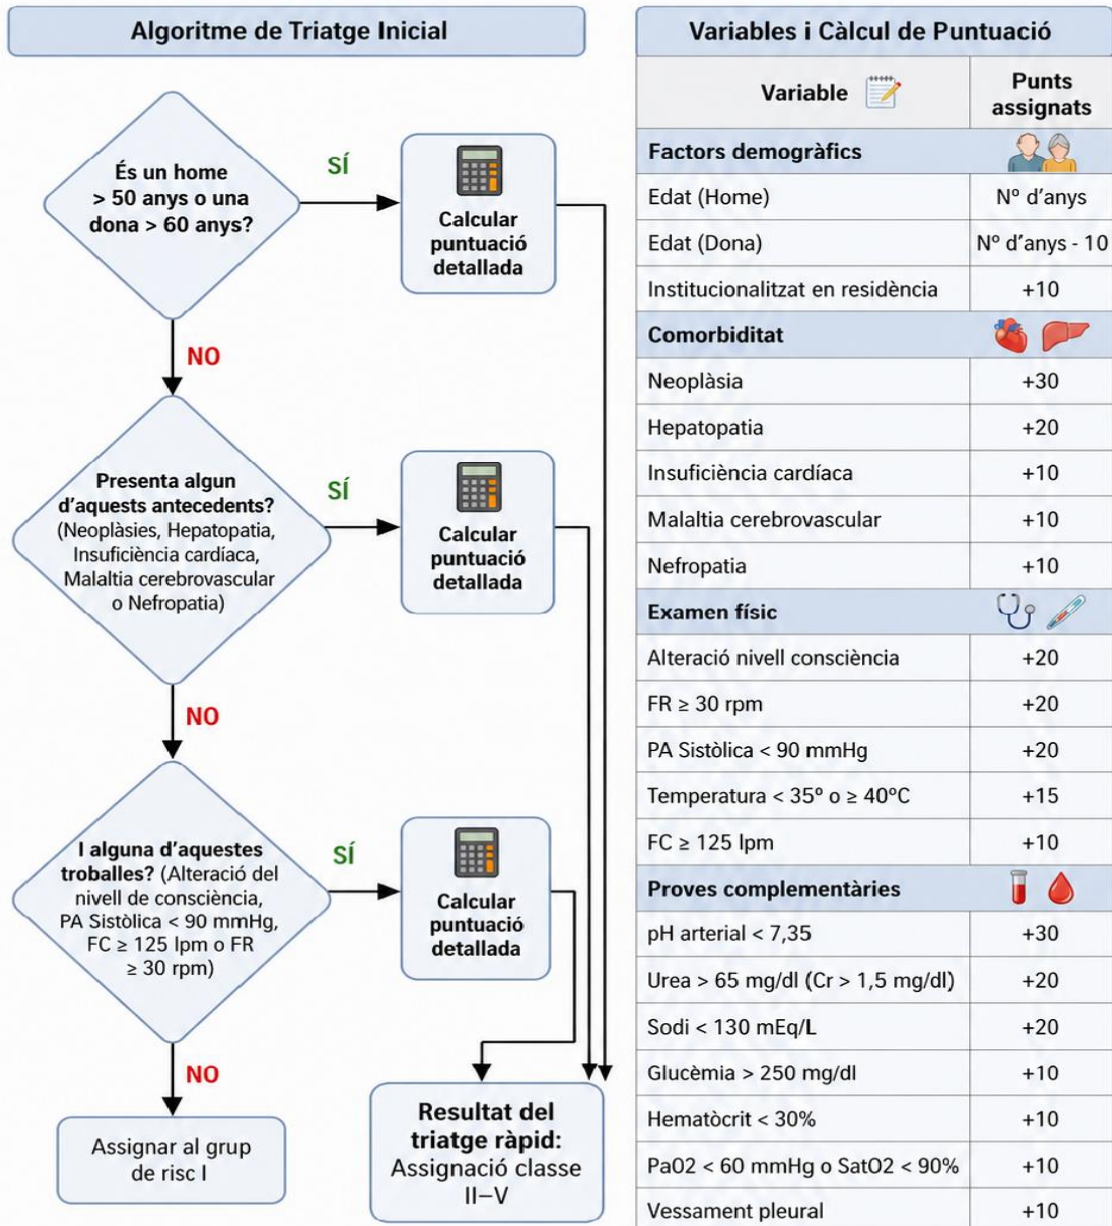 Algoritme de Triatge Inicial
És un home
> 50 anys o una
dona > 60 anys?
SÍ
Calcular
puntuació
detallada
NO
Presenta algun
d'aquests antecedents?
(Neoplàsies, Hepatopatia,
Insuficiència cardíaca,
Malaltia cerebrovascular
o Nefropatia)
SÍ
Calcular
puntuació
detallada
NO
I alguna d'aquestes
troballes? (Alteració del
nivell de consciència,
PA Sistòlica < 90 mmHg,
FC ≥ 125 lpm o FR
≥ 30 rpm)
SÍ
Calcular
puntuació
detallada
NO
Assignar al grup
de risc I
Resultat del
triatge ràpid:
Assignació classe
II–V
Variables i Càlcul de Puntuació
Variable Punts
assignats
Factors demogràfics
Edat (Home) Nº d'anys
Edat (Dona) Nº d'anys - 10
Institucionalitzat en residència +10
Comorbiditat
Neoplàsia +30
Hepatopatia +20
Insuficiència cardíaca +10
Malaltia cerebrovascular +10
Nefropatia +10
Examen físic
Alteració nivell consciència +20
FR ≥ 30 rpm +20
PA Sistòlica < 90 mmHg +20
Temperatura < 35º o ≥ 40ºC +15
FC ≥ 125 lpm +10
Proves complementàries
pH arterial < 7,35 +30
Urea > 65 mg/dl (Cr > 1,5 mg/dl) +20
Sodi < 130 mEq/L +20
Glucèmia > 250 mg/dl +10
Hematòcrit < 30% +10
PaO2 < 60 mmHg o SatO2 < 90% +10
Vessament pleural +10